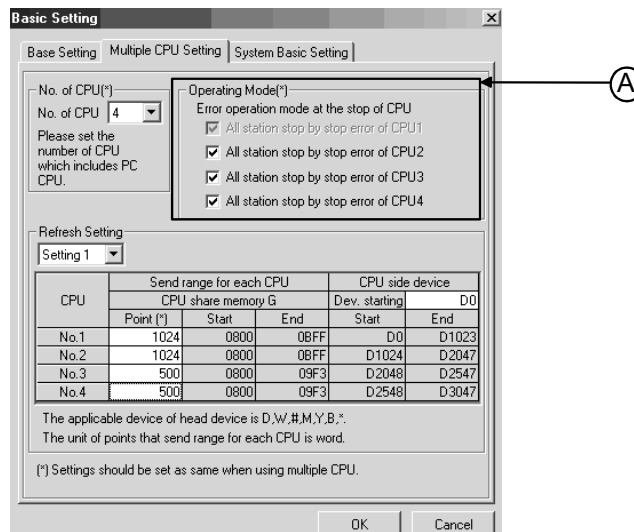 Basic Setting
Base Setting Multiple CPU Setting System Basic Setting
A
No. of CPU(*)
No. of CPU 4
Please set the
number of CPU
which includes PC
CPU.
Operating Mode(*)
Error operation mode at the stop of CPU
All station stop by stop error of CPU1
All station stop by stop error of CPU2
All station stop by stop error of CPU3
All station stop by stop error of CPU4
Refresh Setting
Setting 1
CPU Send range for each CPU CPU side device
CPU share memory G Dev. starting D0
Point (*) Start End Start End
No.1 1024 0800 0BFF D0 D1023
No.2 1024 0800 0BFF D1024 D2047
No.3 500 0800 09F3 D2048 D2547
No.4 500 0800 09F3 D2548 D3047
The applicable device of head device is D,W,#,M,Y,B,*.
The unit of points that send range for each CPU is word.
(*) Settings should be set as same when using multiple CPU.
OK Cancel